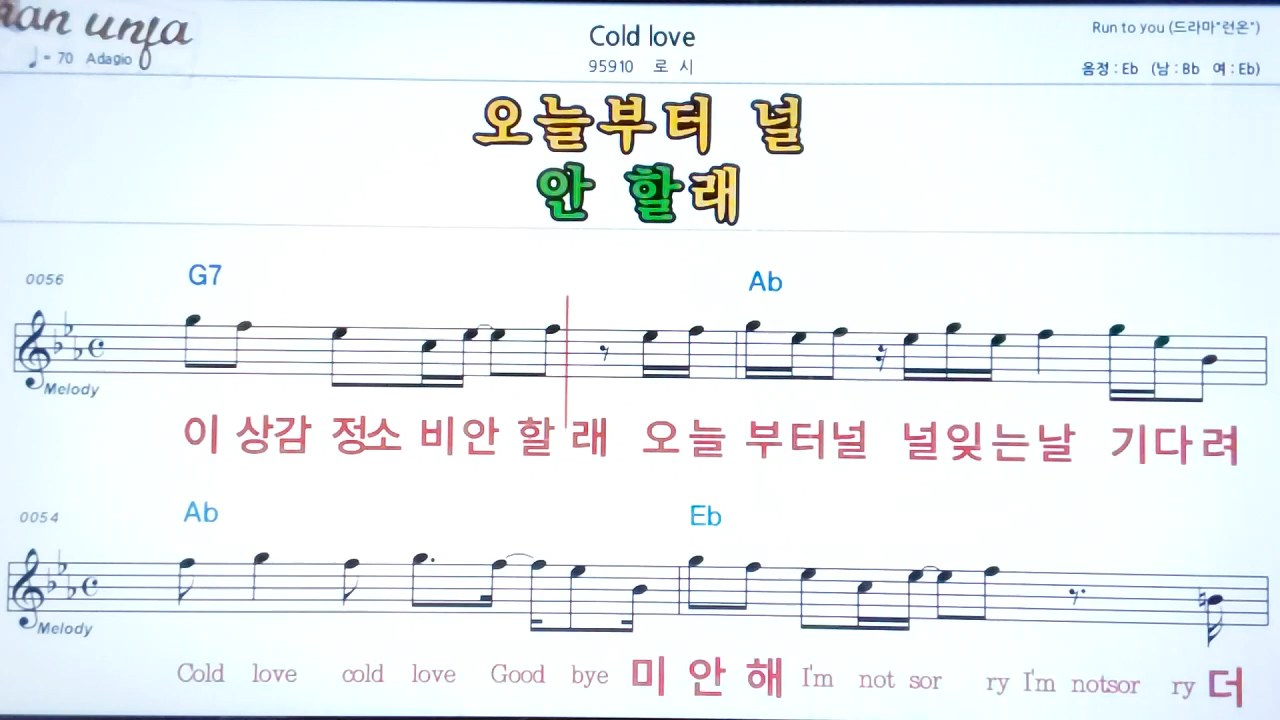 Cold love
Run to you (드라마"런온")
♩= 70 Adagio
95910 로 시
음정 : Eb (남 : Bb 여 : Eb)
오늘부터 널
안 할래
0056
G7 Ab
Melody
이 상감 정소 비안 할 래 오늘 부터널 널잊는날 기다려
0054
Ab Eb
Melody
Cold love cold love Good bye 미 안 해 I'm not sor ry I'm notsor ry 더